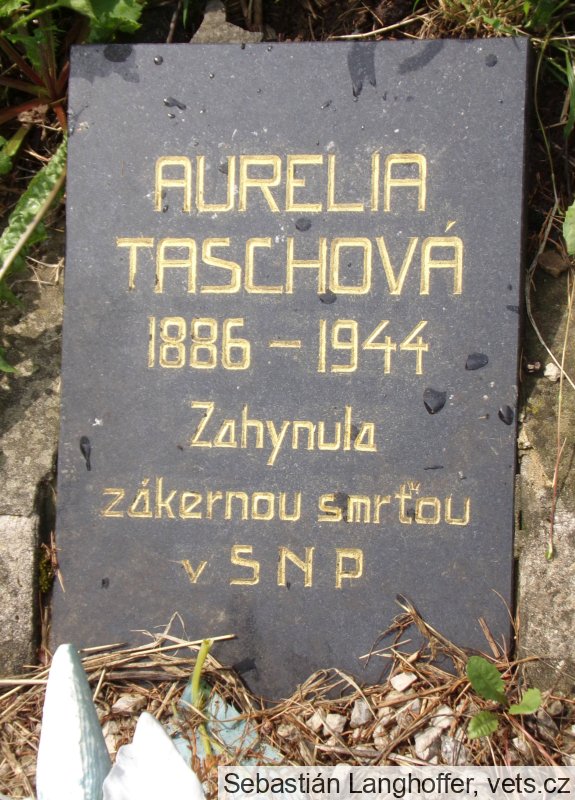 AURELIA
TASCHOVÁ
1886 - 1944
Zahynula
zákernou smrťou
v SNP
Sebastián Langhoffer, vets.cz